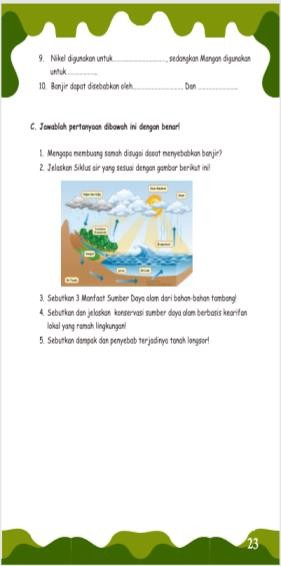 9. Nikel digunakan untuk..............................., sedangkan Mangan digunakan
untuk..................
10. Banjir dapat disebabkan oleh............................. Dan .......................
C. Jawablah pertanyaan dibawah ini dengan benar!
1. Mengapa membuang samah disugai dapat menyebabkan banjir?
2. Jelaskan Siklus air yang sesuai dengan gambar berikut ini!
3. Sebutkan 3 Manfaat Sumber Daya alam dari bahan-bahan tambang!
4. Sebutkan dan jelaskan konservasi sumber daya alam berbasis kearifan
lokal yang ramah lingkungan!
5. Sebutkan dampak dan penyebab terjadinya tanah longsor!
23